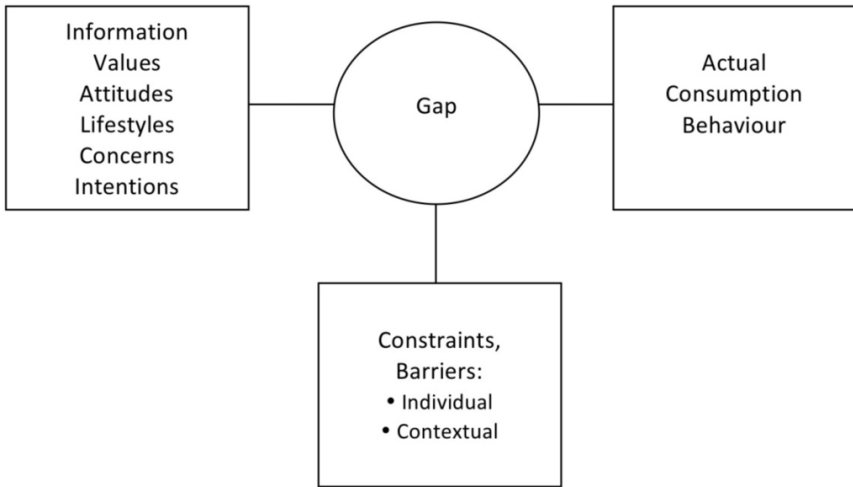 Information
Values
Attitudes
Lifestyles
Concerns
Intentions
Gap
Actual
Consumption
Behaviour
Constraints,
Barriers:
• Individual
• Contextual